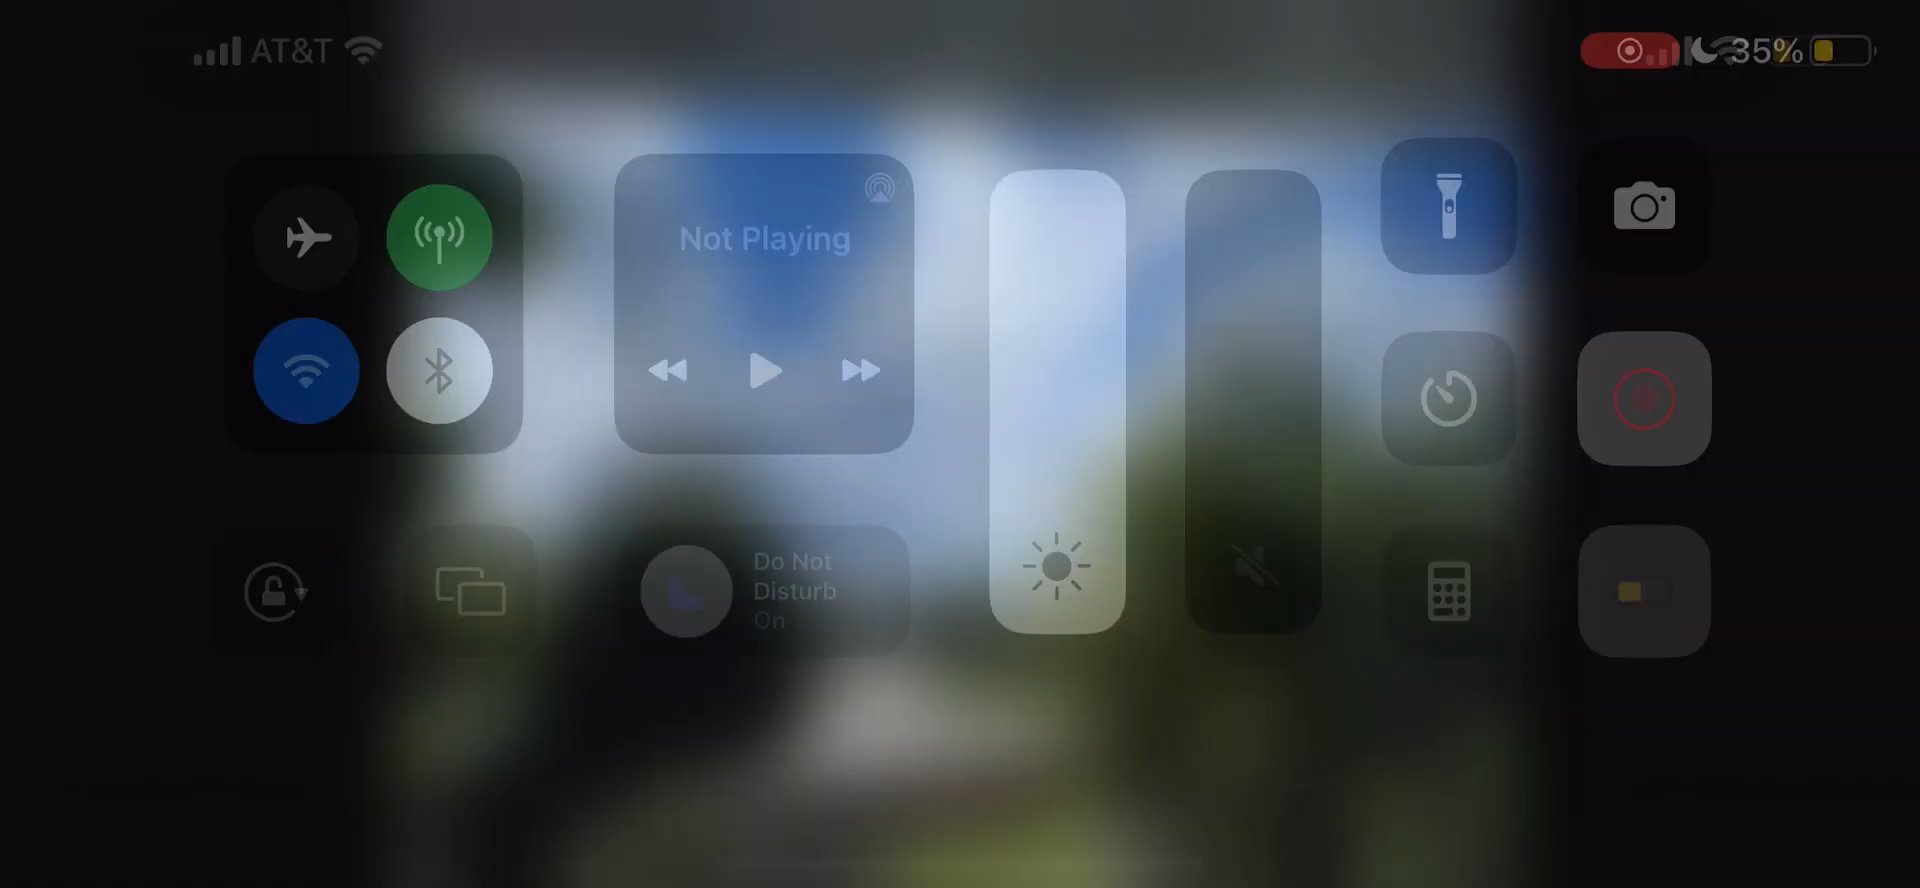 AT&T
35%
Not Playing
Do Not
Disturb
On